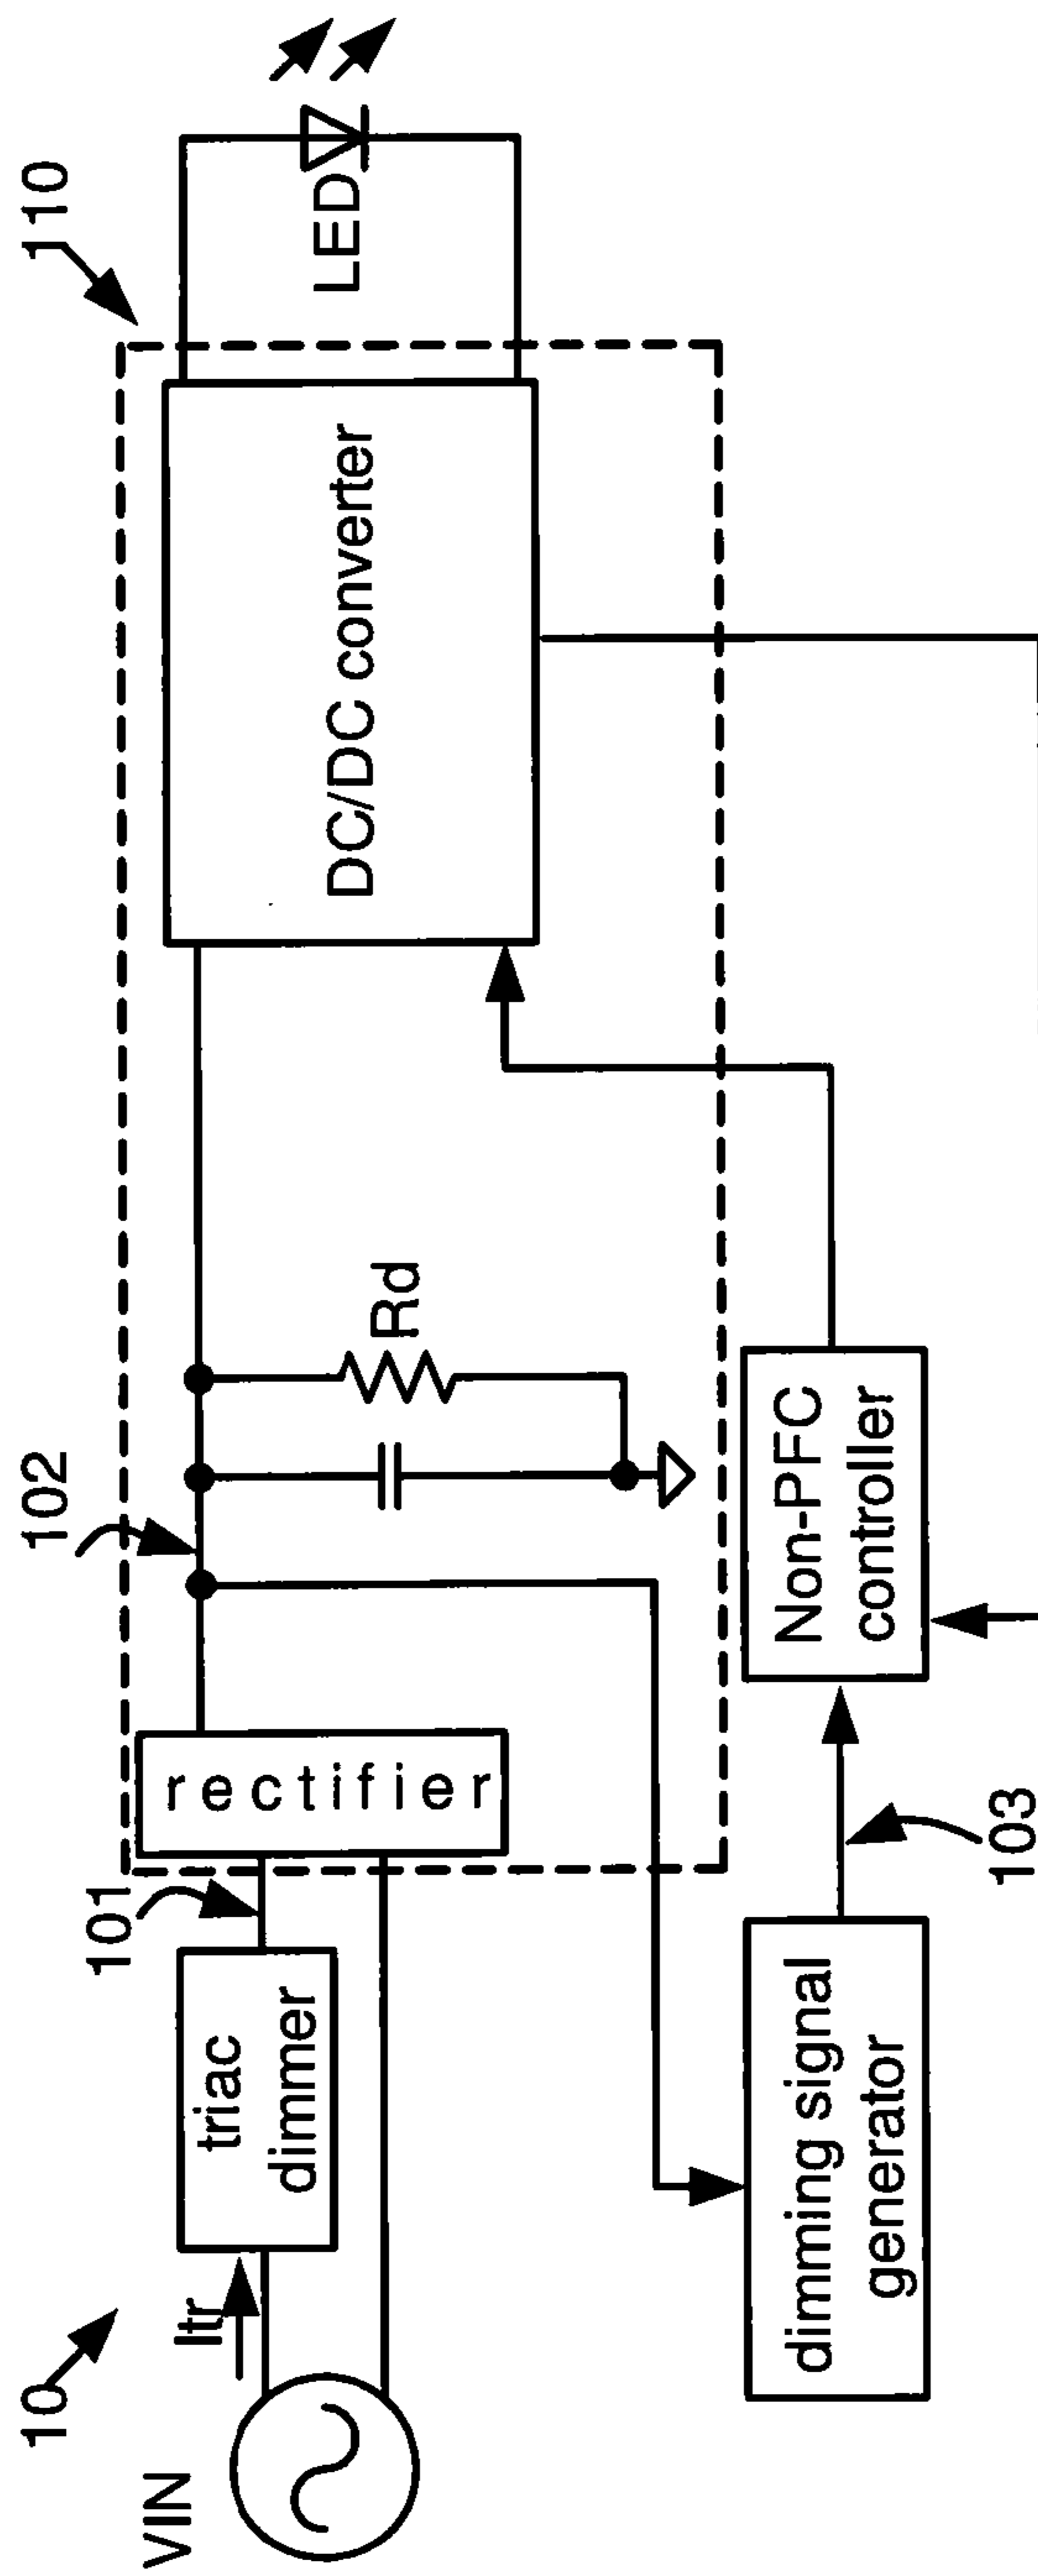 10
VIN
Itr
triac
dimmer
101
rectifier
102
Rd
DC/DC converter
110
LED
dimming signal
generator
103
Non-PFC
controller